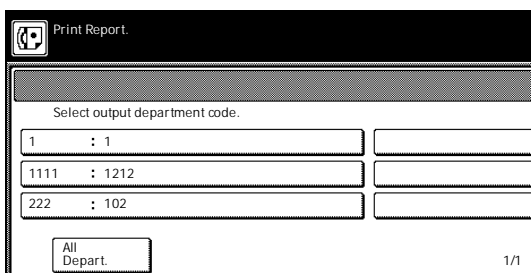 Print Report.
Select output department code.
1 : 1
1111 : 1212
222 : 102
All
Depart.
1/1